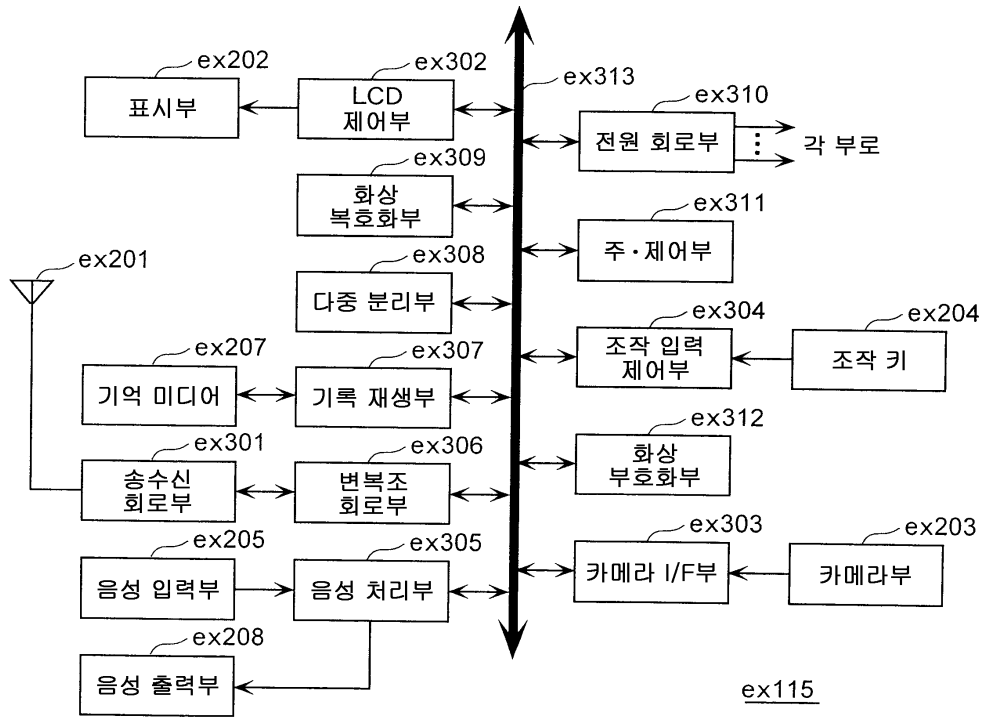 ex202
표시부
ex302
LCD
제어부
ex313
ex310
전원 회로부
각 부로
ex309
화상
복호화부
ex311
주·제어부
ex201
ex308
다중 분리부
ex304
조작 입력
제어부
ex204
조작 키
ex207
기억 미디어
ex307
기록 재생부
ex312
화상
부호화부
ex301
송수신
회로부
ex306
변복조
회로부
ex303
카메라 I/F부
ex203
카메라부
ex205
음성 입력부
ex305
음성 처리부
ex208
음성 출력부
ex115